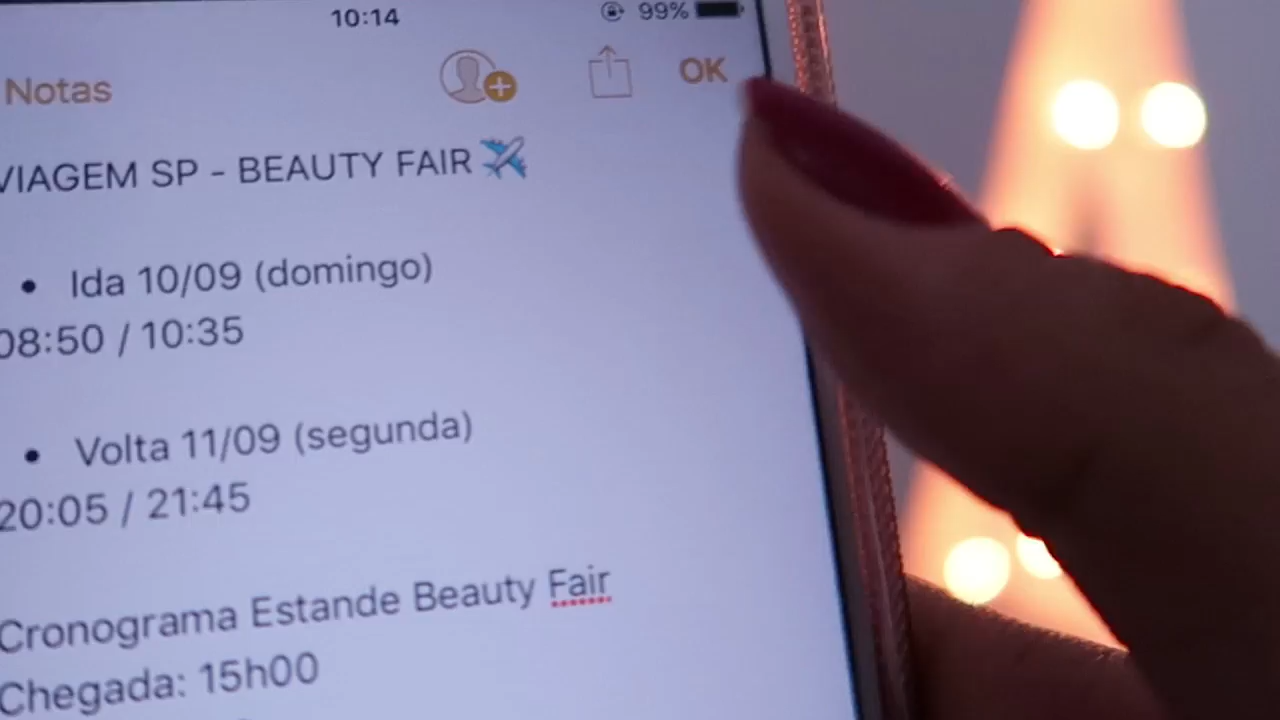 10:14
99%
Notas
OK
VIAGEM SP - BEAUTY FAIR ✈️
• Ida 10/09 (domingo)
08:50 / 10:35
• Volta 11/09 (segunda)
20:05 / 21:45
Cronograma Estande Beauty Fair
Chegada: 15h00